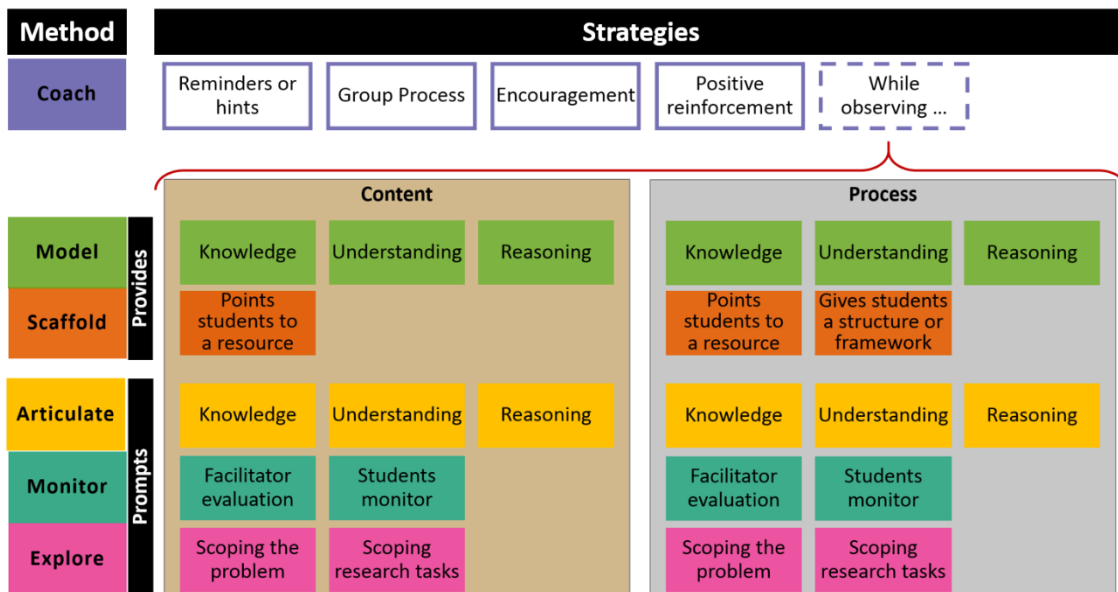 Method
Strategies
Coach
Reminders or
hints
Group Process
Encouragement
Positive
reinforcement
While
observing ...
Content
Process
Provides
Model
Knowledge
Understanding
Reasoning
Knowledge
Understanding
Reasoning
Scaffold
Points
students to
a resource
Points
students to
a resource
Gives students
a structure or
framework
Prompts
Articulate
Knowledge
Understanding
Reasoning
Knowledge
Understanding
Reasoning
Monitor
Facilitator
evaluation
Students
monitor
Facilitator
evaluation
Students
monitor
Explore
Scoping the
problem
Scoping
research tasks
Scoping the
problem
Scoping
research tasks